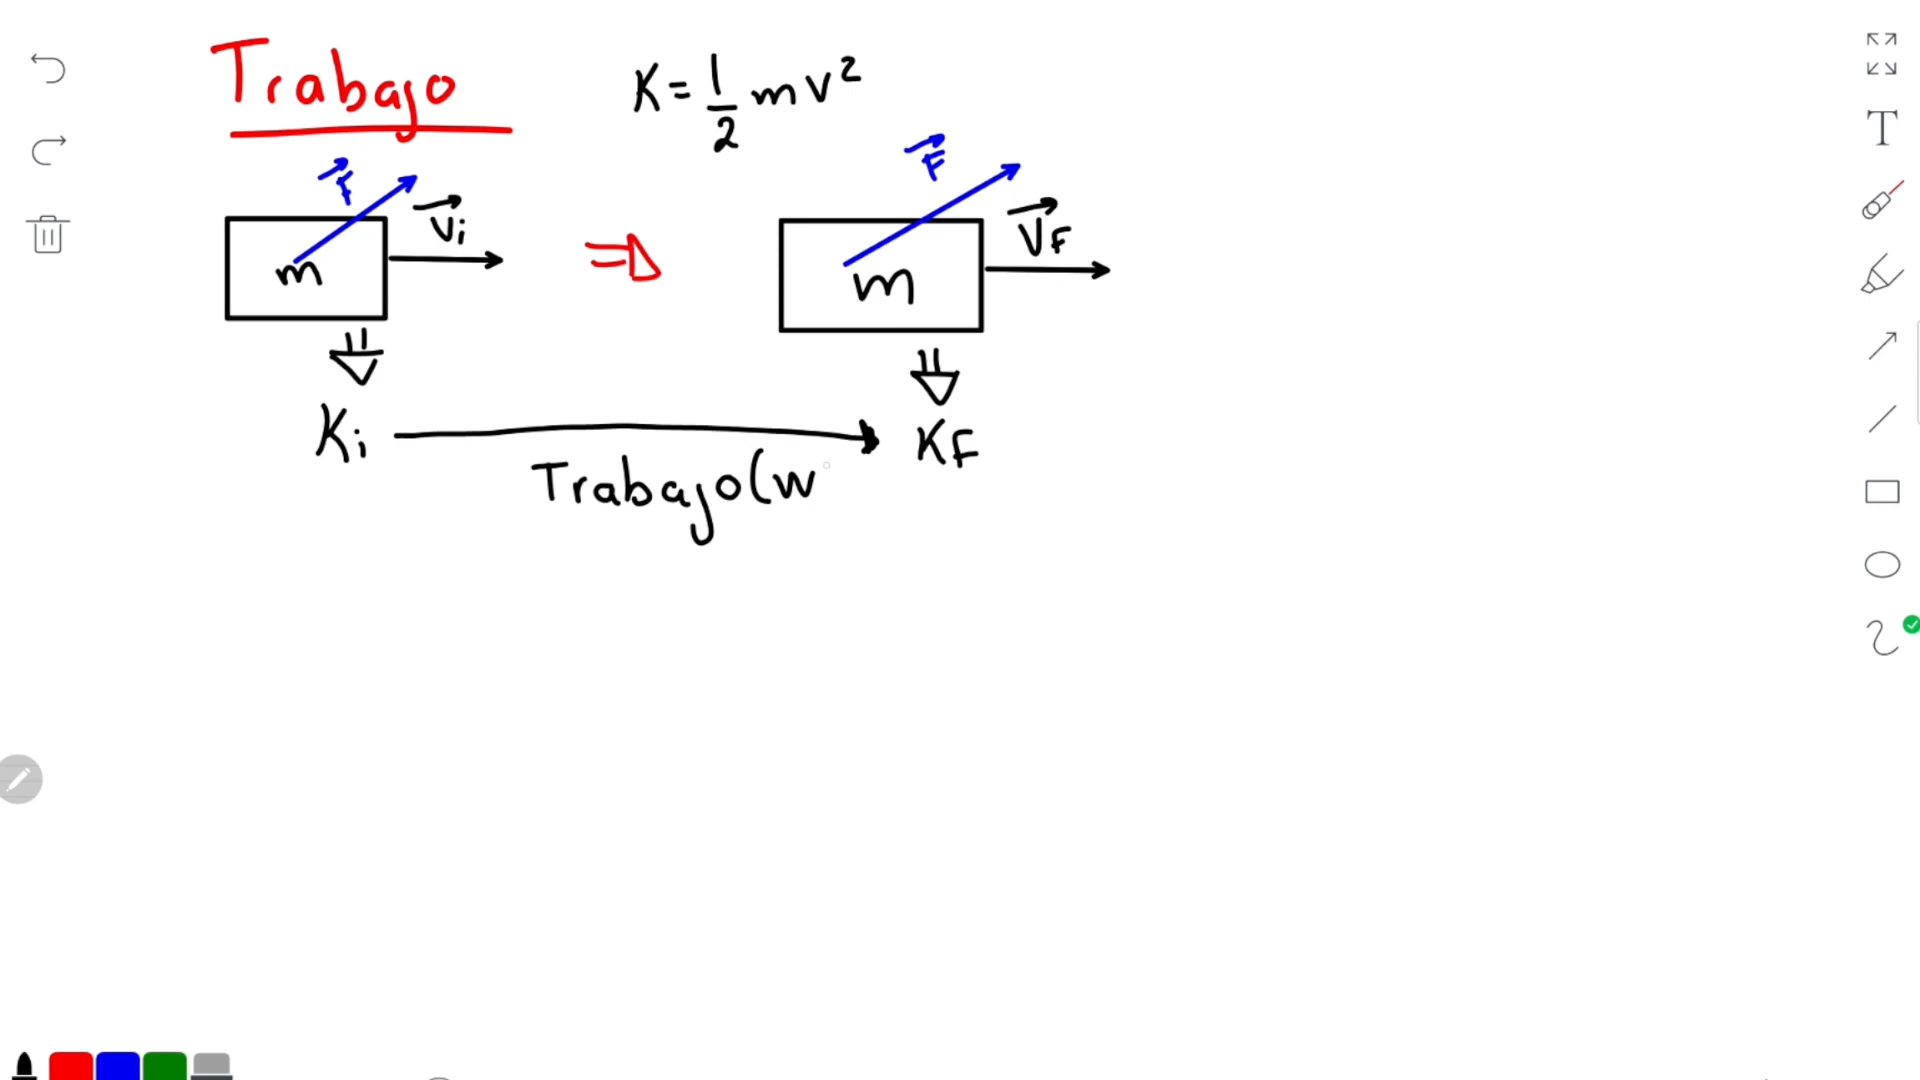 Trabajo
K = 1/2 mv²
F
Vi
m
F
VF
m
Ki
KF
Trabajo(w
T